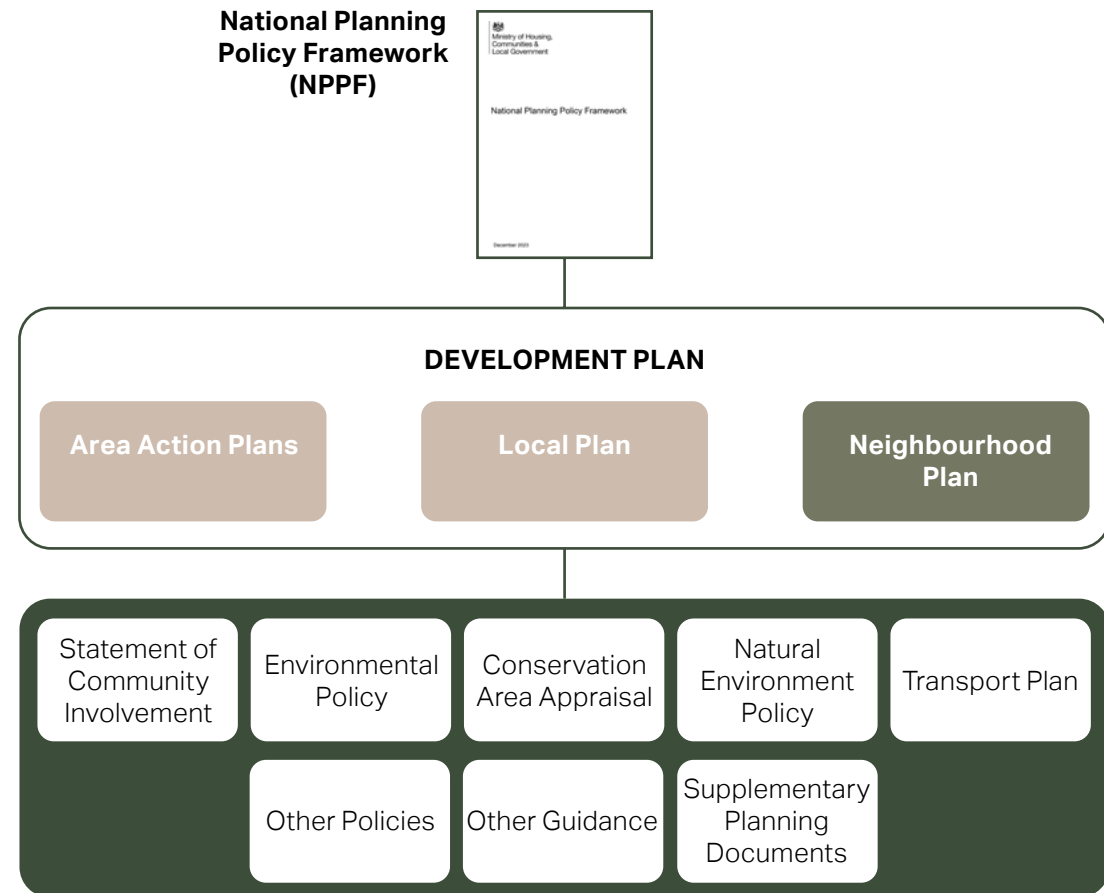 National Planning
Policy Framework
(NPPF)
Ministry of Housing,
Communities &
Local Government
National Planning Policy Framework
December 2023
DEVELOPMENT PLAN
Area Action Plans
Local Plan
Neighbourhood
Plan
Statement of
Community
Involvement
Environmental
Policy
Conservation
Area Appraisal
Natural
Environment
Policy
Transport Plan
Other Policies
Other Guidance
Supplementary
Planning
Documents